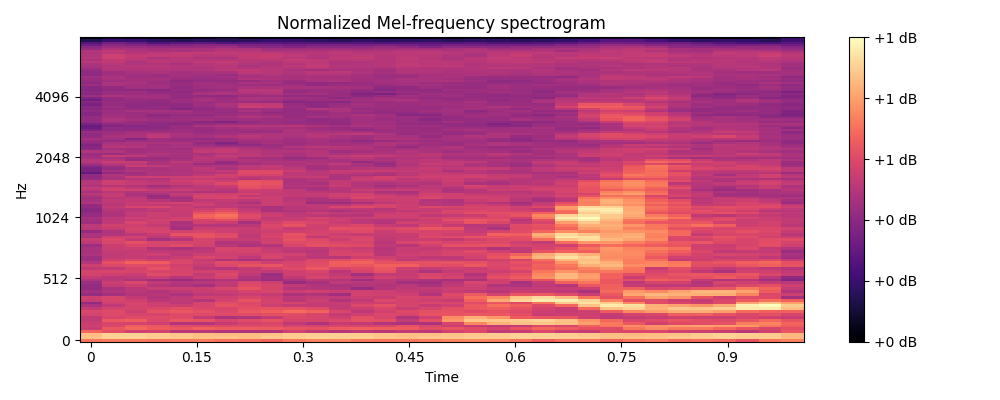 Normalized Mel-frequency spectrogram
Hz
4096
2048
1024
512
0
0 0.15 0.3 0.45 0.6 0.75 0.9
Time
+1 dB
+1 dB
+1 dB
+0 dB
+0 dB
+0 dB